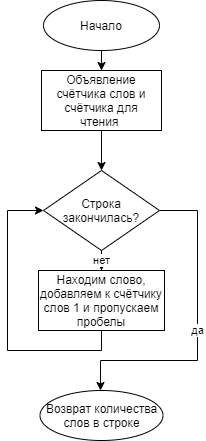 Начало
Объявление
счётчика слов и
счётчика для
чтения
Строка
закончилась?
нет
Находим слово,
добавляем к счётчику
слов 1 и пропускаем
пробелы
да
Возврат количества
слов в строке